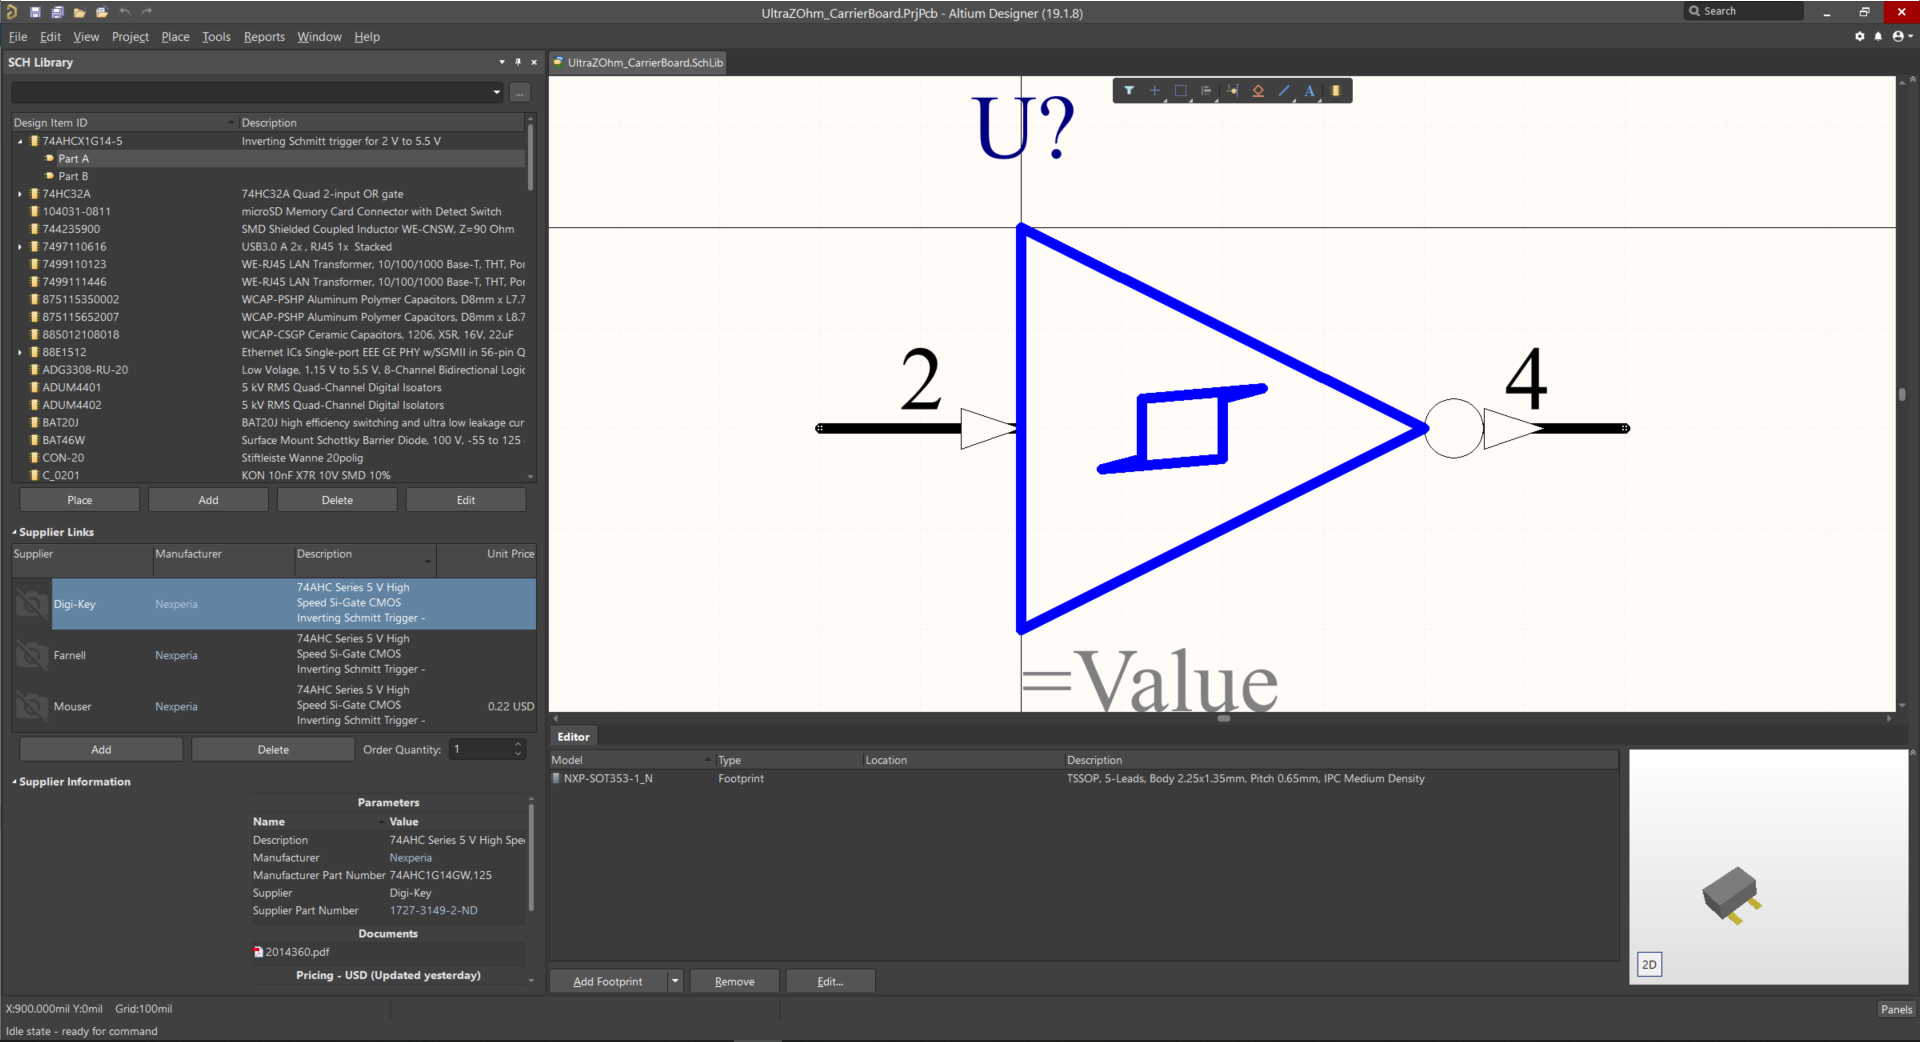 UltraZOhm_CarrierBoard.PrjPcb - Altium Designer (19.1.8)
Search
File Edit View Project Place Tools Reports Window Help
SCH Library
UltraZOhm_CarrierBoard.SchLib
...
Design Item ID Description
74AHCX1G14-5 Inverting Schmitt trigger for 2 V to 5.5 V
Part A
Part B
74HC32A 74HC32A Quad 2-input OR gate
104031-0811 microSD Memory Card Connector with Detect Switch
744235900 SMD Shielded Coupled Inductor WE-CNSW, Z=90 Ohm
7497110616 USB3.0 A 2x , RJ45 1x Stacked
7499110123 WE-RJ45 LAN Transformer, 10/100/1000 Base-T, THT, Por
7499111446 WE-RJ45 LAN Transformer, 10/100/1000 Base-T, THT, Por
875115350002 WCAP-PSHP Aluminum Polymer Capacitors, D8mm x L7.7
875115652007 WCAP-PSHP Aluminum Polymer Capacitors, D8mm x L8.7
885012108018 WCAP-CSGP Ceramic Capacitors, 1206, X5R, 16V, 22uF
88E1512 Ethernet ICs Single-port EEE GE PHY w/SGMII in 56-pin Q
ADG3308-RU-20 Low Volage, 1.15 V to 5.5 V, 8-Channel Bidirectional Logic
ADUM4401 5 kV RMS Quad-Channel Digital Isoators
ADUM4402 5 kV RMS Quad-Channel Digital Isolators
BAT20J BAT20J high efficiency switching and ultra low leakage cur
BAT46W Surface Mount Schottky Barrier Diode, 100 V, -55 to 125
CON-20 Stiftleiste Wanne 20polig
C_0201 KON 10nF X7R 10V SMD 10%
Place Add Delete Edit
Supplier Links
Supplier Manufacturer Description Unit Price
Digi-Key Nexperia 74AHC Series 5 V High
Speed Si-Gate CMOS
Inverting Schmitt Trigger -
Farnell Nexperia 74AHC Series 5 V High
Speed Si-Gate CMOS
Inverting Schmitt Trigger -
Mouser Nexperia 74AHC Series 5 V High
Speed Si-Gate CMOS
Inverting Schmitt Trigger -
0.22 USD
Add Delete Order Quantity: 1
Supplier Information
Parameters
Name Value
Description 74AHC Series 5 V High Spe
Manufacturer Nexperia
Manufacturer Part Number 74AHC1G14GW,125
Supplier Digi-Key
Supplier Part Number 1727-3149-2-ND
Documents
2014360.pdf
Pricing - USD (Updated yesterday)
U?
A
2
4
=Value
Editor
Model Type Location Description
NXP-SOT353-1_N Footprint TSSOP, 5-Leads, Body 2.25x1.35mm, Pitch 0.65mm, IPC Medium Density
2D
Add Footprint Remove Edit...
X:900.000mil Y:0mil Grid:100mil
Panels
Idle state - ready for command